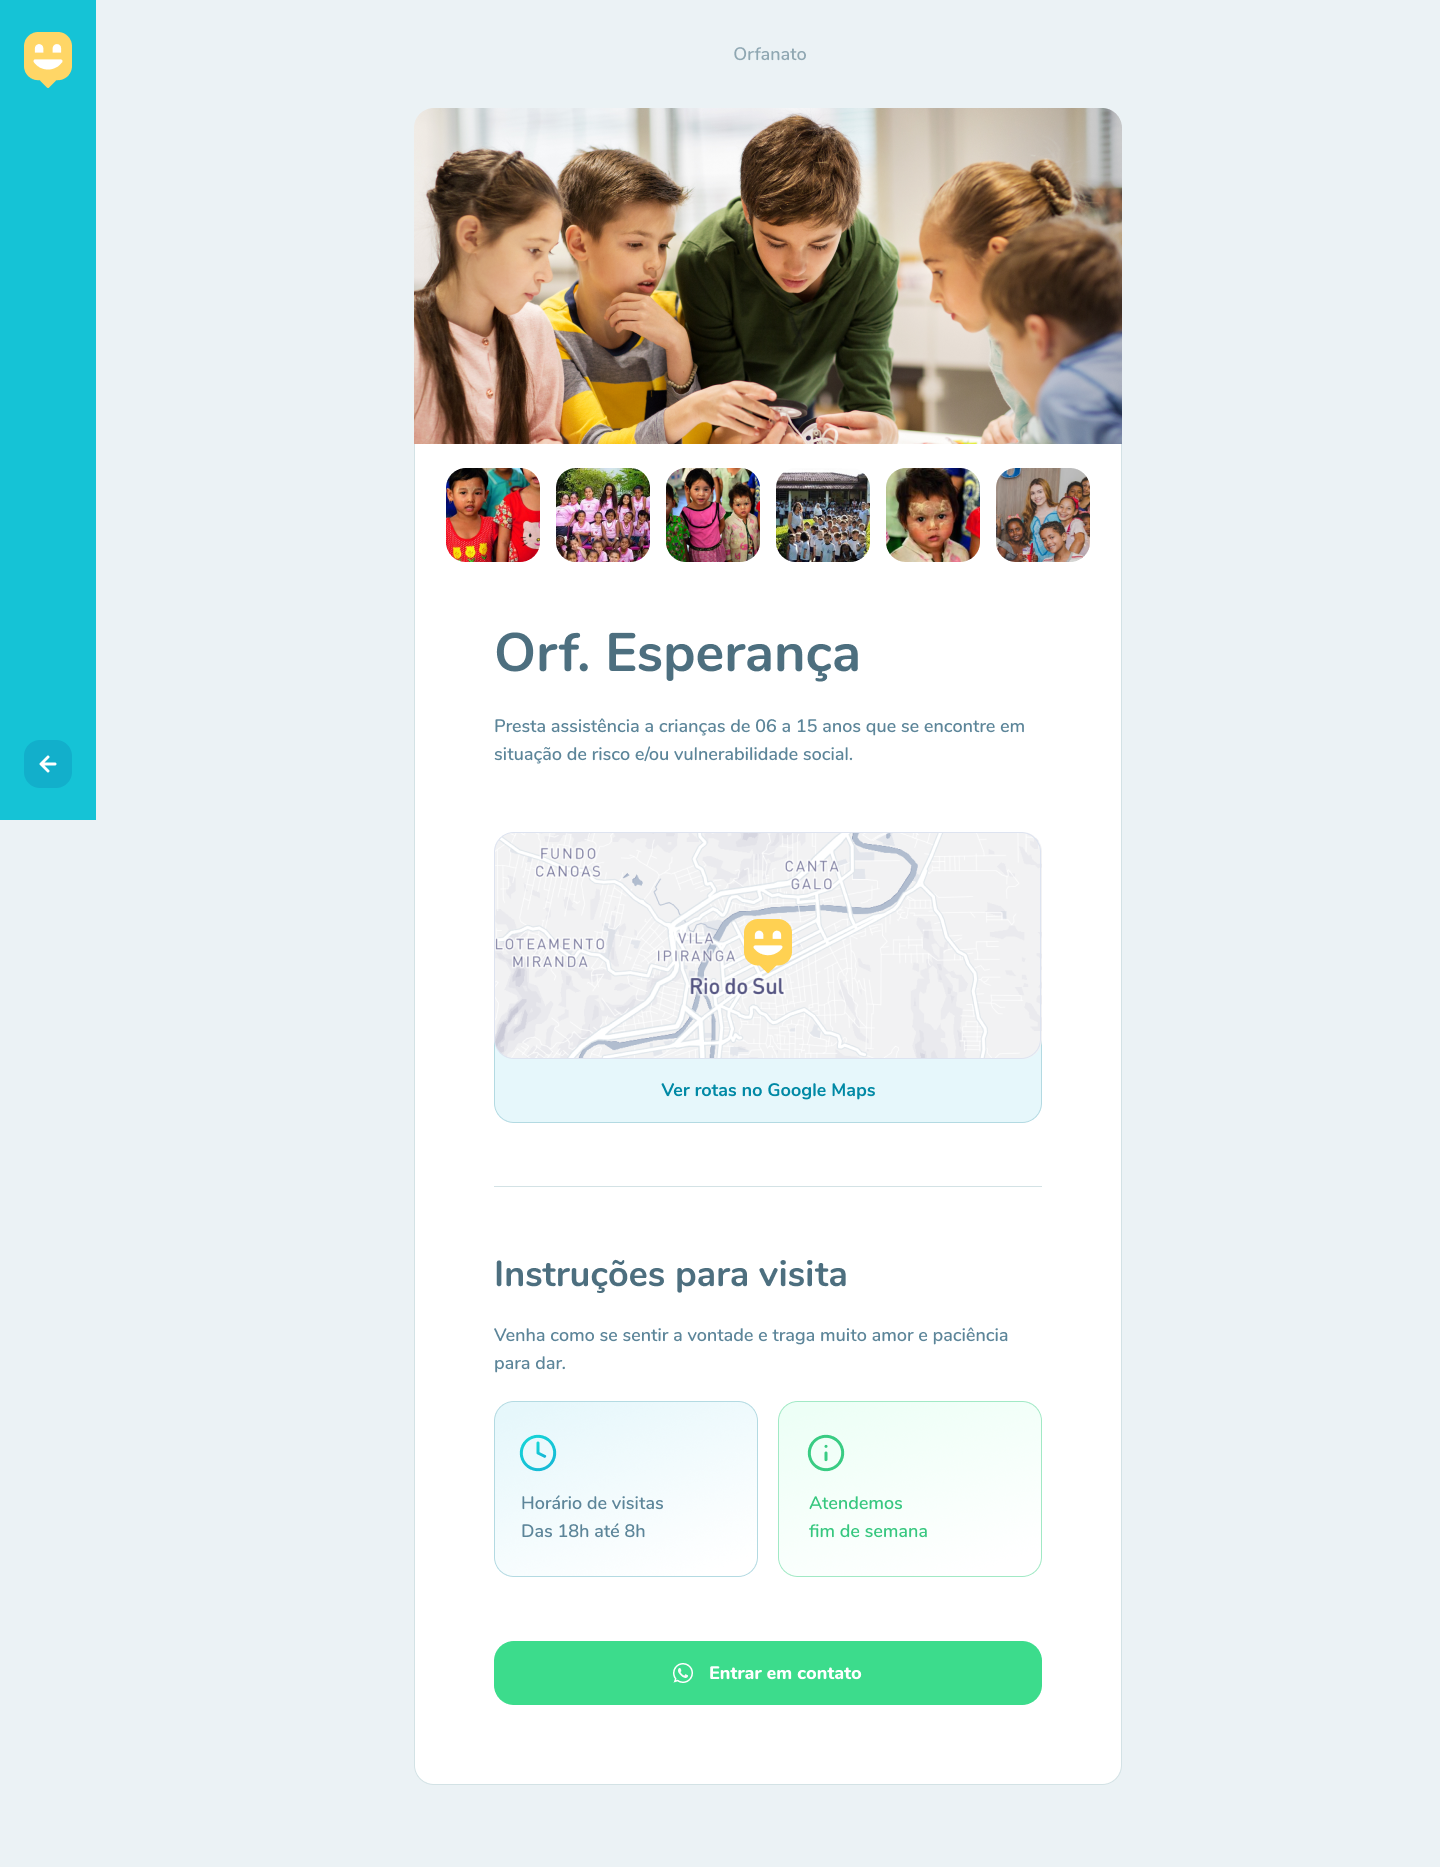 Orfanato
Orf. Esperança
Presta assistência a crianças de 06 a 15 anos que se encontre em
situação de risco e/ou vulnerabilidade social.
FUNDO
CANOAS
CANTA
GALO
LOTEAMENTO
MIRANDA
VILA
IPIRANGA
Rio do Sul
Ver rotas no Google Maps
Instruções para visita
Venha como se sentir a vontade e traga muito amor e paciência
para dar.
Horário de visitas
Das 18h até 8h
Atendemos
fim de semana
Entrar em contato